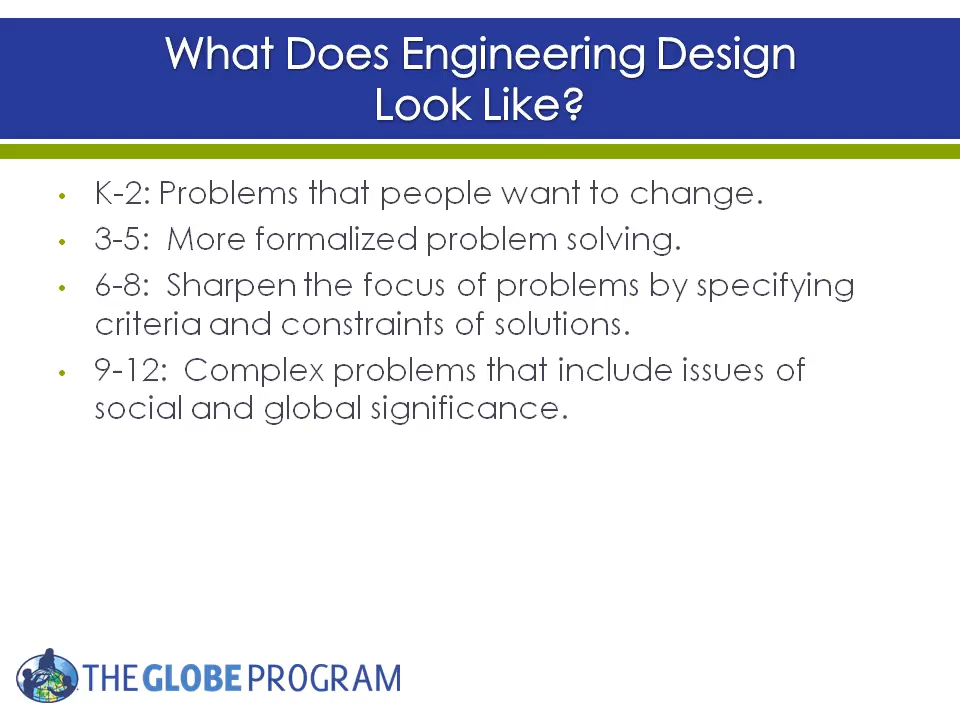 What Does Engineering Design
Look Like?
• K-2: Problems that people want to change.
• 3-5:  More formalized problem solving.
• 6-8:  Sharpen the focus of problems by specifying
criteria and constraints of solutions.
• 9-12:  Complex problems that include issues of
social and global significance.
THE GLOBE PROGRAM